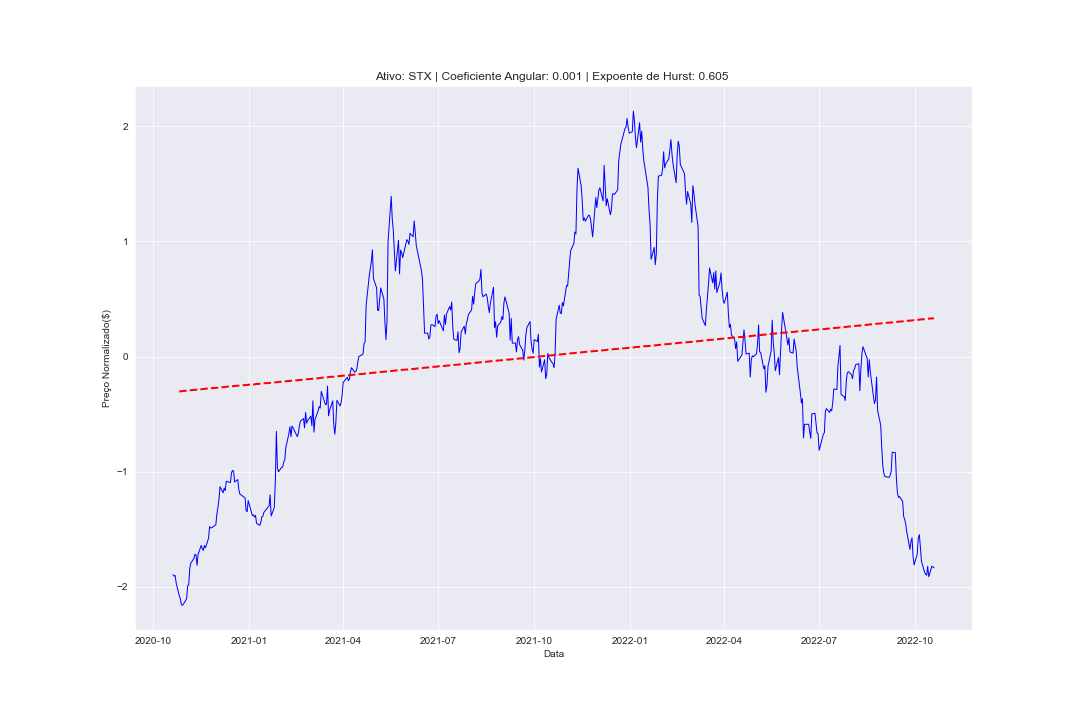 Ativo: STX | Coeficiente Angular: 0.001 | Expoente de Hurst: 0.605
Preço Normalizado($)
2
1
0
−1
−2
2020-10 2021-01 2021-04 2021-07 2021-10 2022-01 2022-04 2022-07 2022-10
Data